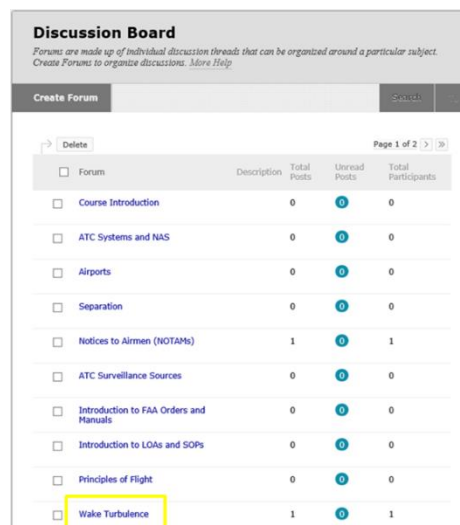 Discussion Board
Forums are made up of individual discussion threads that can be organized around a particular subject.
Create Forums to organize discussions. More Help
Create Forum
Search
Delete
Page 1 of 2
Forum Description Total Posts Unread Posts Total Participants
Course Introduction 0 0 0
ATC Systems and NAS 0 0 0
Airports 0 0 0
Separation 0 0 0
Notices to Airmen (NOTAMs) 1 0 1
ATC Surveillance Sources 0 0 0
Introduction to FAA Orders and 0 0 0
Manuals
Introduction to LOAs and SOPs 0 0 0
Principles of Flight 0 0 0
Wake Turbulence 1 0 1